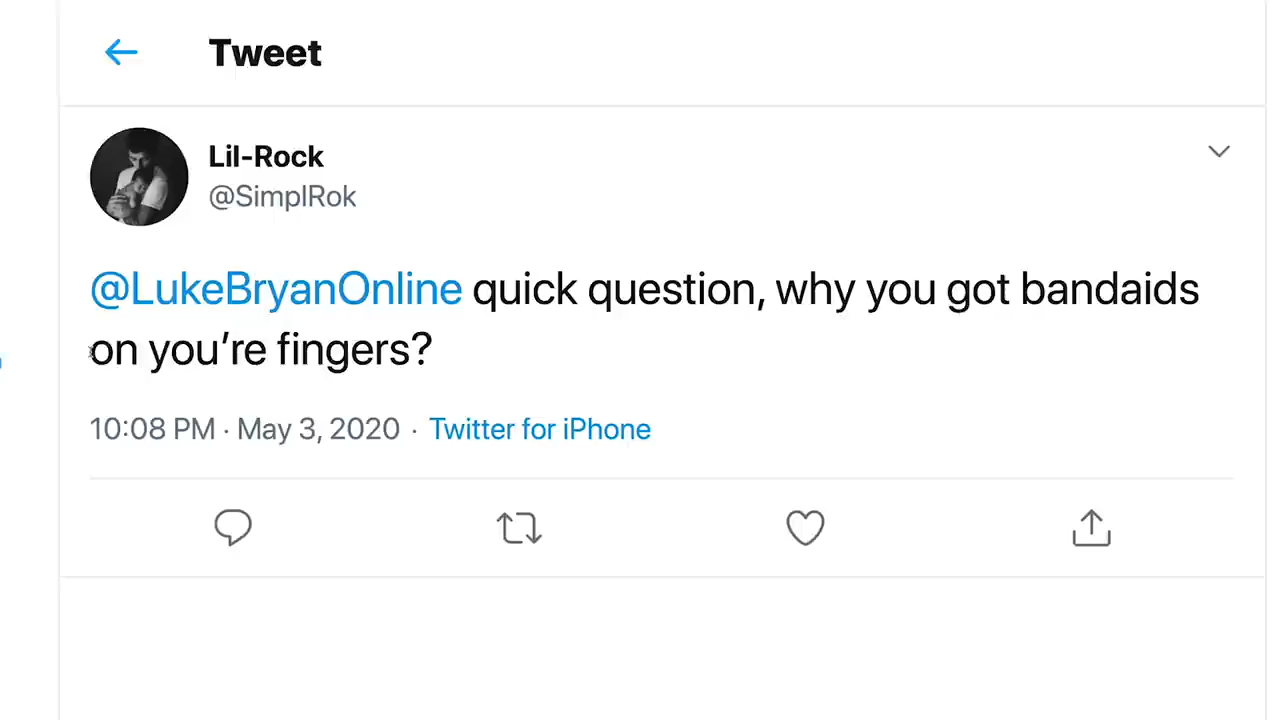 Tweet
Lil-Rock
@SimplRok
@LukeBryanOnline quick question, why you got bandaids
on you’re fingers?
10:08 PM · May 3, 2020 · Twitter for iPhone